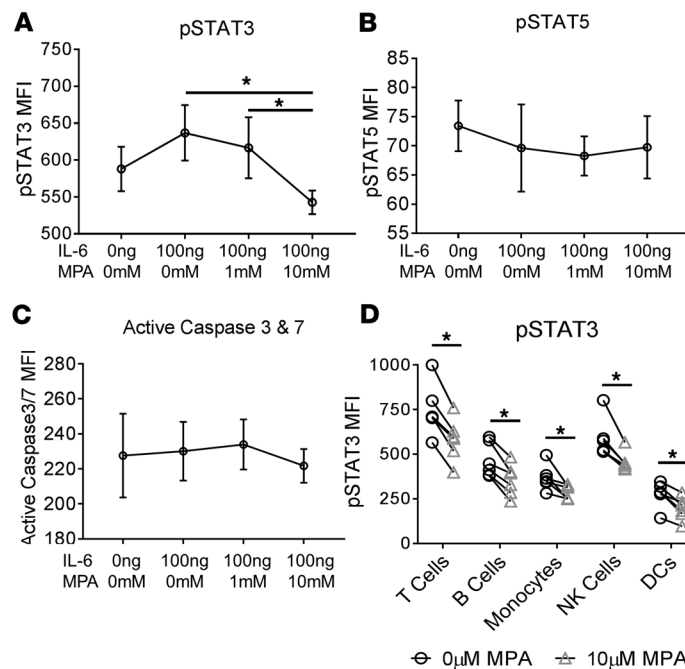 A
pSTAT3
pSTAT3 MFI
750
700
650
600
550
500
*
*
IL-6 0ng 100ng 100ng 100ng
MPA 0mM 0mM 1mM 10mM
B
pSTAT5
pSTAT5 MFI
85
80
75
70
65
60
55
IL-6 0ng 100ng 100ng 100ng
MPA 0mM 0mM 1mM 10mM
C
Active Caspase 3 & 7
Active Caspase3/7 MFI
280
260
240
220
200
180
IL-6 0ng 100ng 100ng 100ng
MPA 0mM 0mM 1mM 10mM
D
pSTAT3
pSTAT3 MFI
1000
750
500
250
0
*
*
*
*
*
T Cells
B Cells
Monocytes
NK Cells
DCs
0μM MPA 10μM MPA